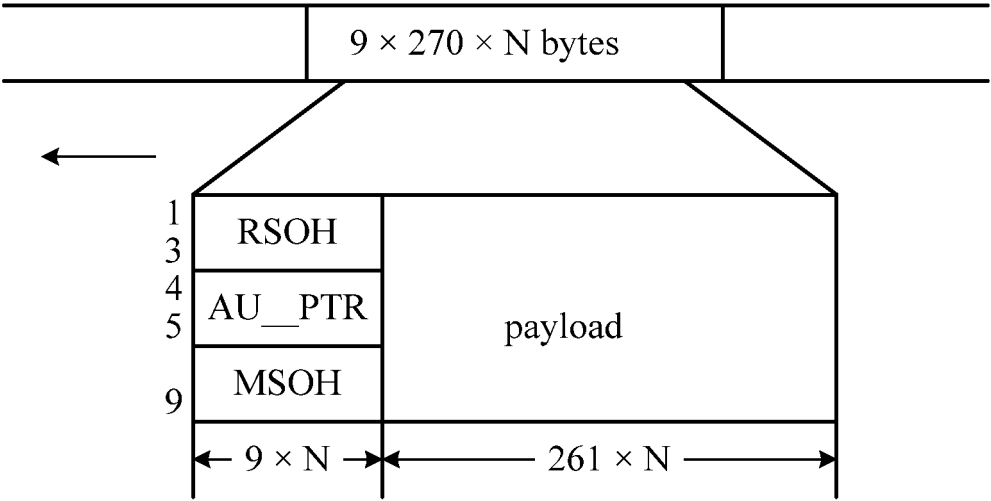 9 × 270 × N bytes
1
RSOH
3
4
AU__PTR
5
payload
MSOH
9
9 × N
261 × N